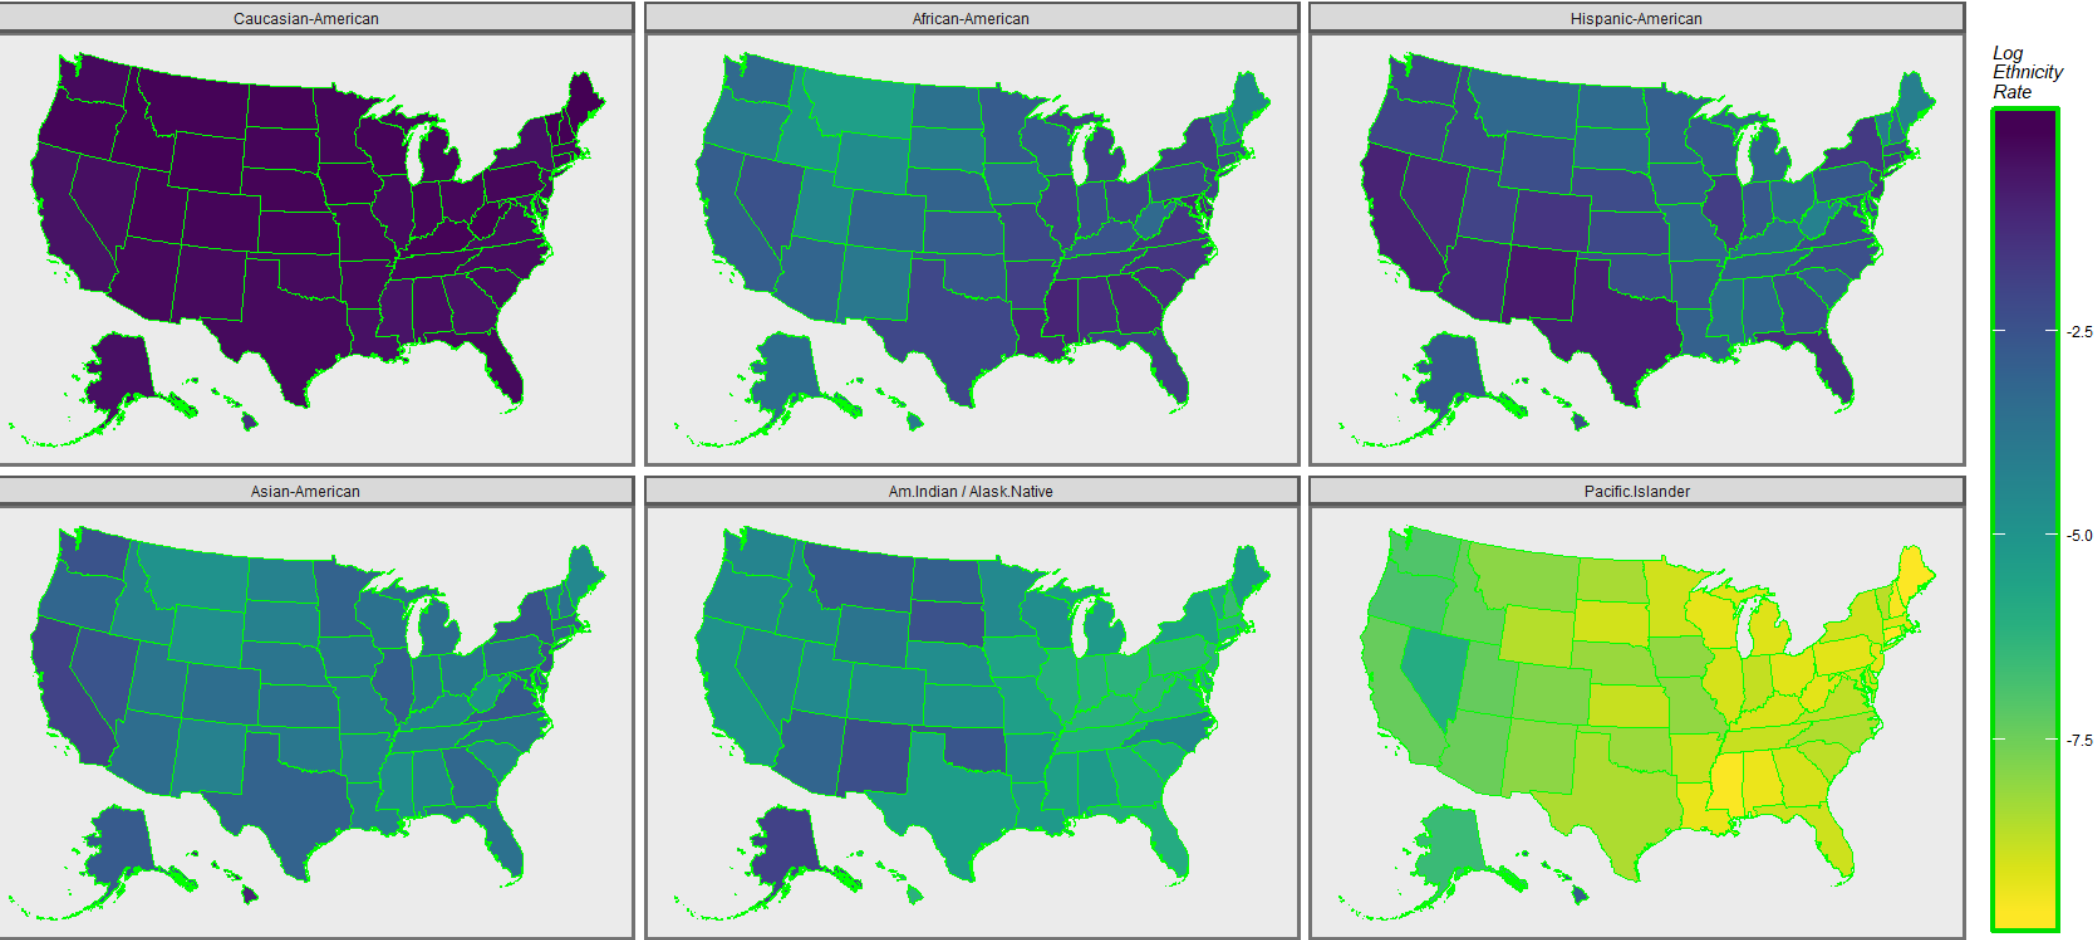 Caucasian-American
African-American
Hispanic-American
Log
Ethnicity
Rate
-2.5
-5.0
-7.5
Asian-American
Am.Indian / Alask.Native
Pacific.Islander